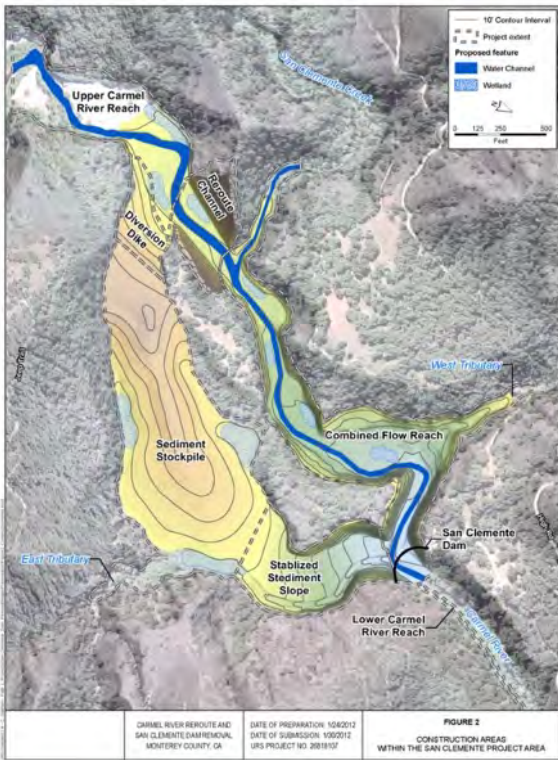 10' Contour Interval
Project extent
Proposed feature
Water Channel
Wetland
0 125 250 500
Feet
San Clemente Creek
Upper Carmel
River Reach
Reroute
Channel
Diversion
Dike
West Tributary
Combined Flow Reach
Sediment
Stockpile
San Clemente
Dam
East Tributary
Stablized Stediment
Slope
Lower Carmel
River Reach
Carmel River
CARMEL RIVER REROUTE AND
SAN CLEMENTE DAM REMOVAL
MONTEREY COUNTY, CA
DATE OF PREPARATION: 1/24/2012
DATE OF SUBMISSION: 1/30/2012
URS PROJECT NO. 26818107
FIGURE 2
CONSTRUCTION AREAS
WITHIN THE SAN CLEMENTE PROJECT AREA